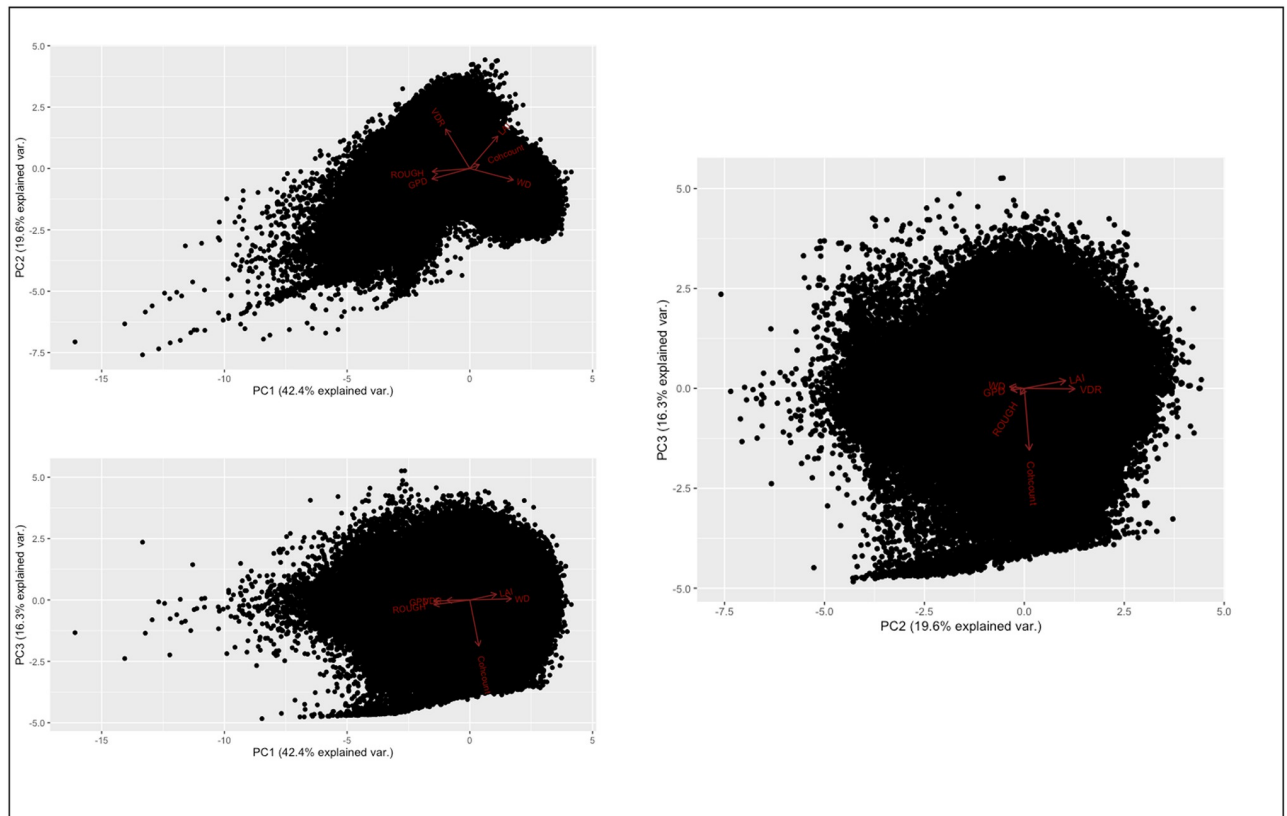 5.0
2.5
0.0
-2.5
-5.0
-7.5
PC2 (19.6% explained var.)
VDR
Cohcount
ROUGH
GPD
WD
-15
-10
-5
0
5
PC1 (42.4% explained var.)
5.0
2.5
0.0
-2.5
-5.0
PC3 (16.3% explained var.)
LAI
WD
ROUGH
Cohcount
-15
-10
-5
0
5
PC1 (42.4% explained var.)
5.0
2.5
0.0
-2.5
-5.0
PC3 (16.3% explained var.)
WD
GPD
LAI
VDR
ROUGH
Cohcount
-7.5
-5.0
-2.5
0.0
2.5
5.0
PC2 (19.6% explained var.)